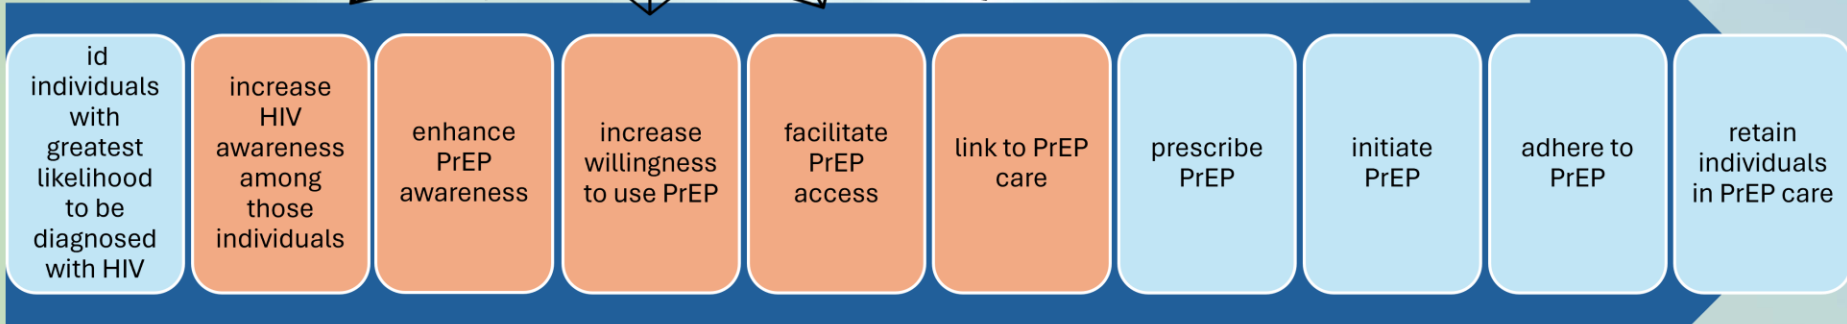 id
individuals
with
greatest
likelihood
to be
diagnosed
with HIV
increase
HIV
awareness
among
those
individuals
enhance
PrEP
awareness
increase
willingness
to use PrEP
facilitate
PrEP
access
link to PrEP
care
prescribe
PrEP
initiate
PrEP
adhere to
PrEP
retain
individuals
in PrEP care